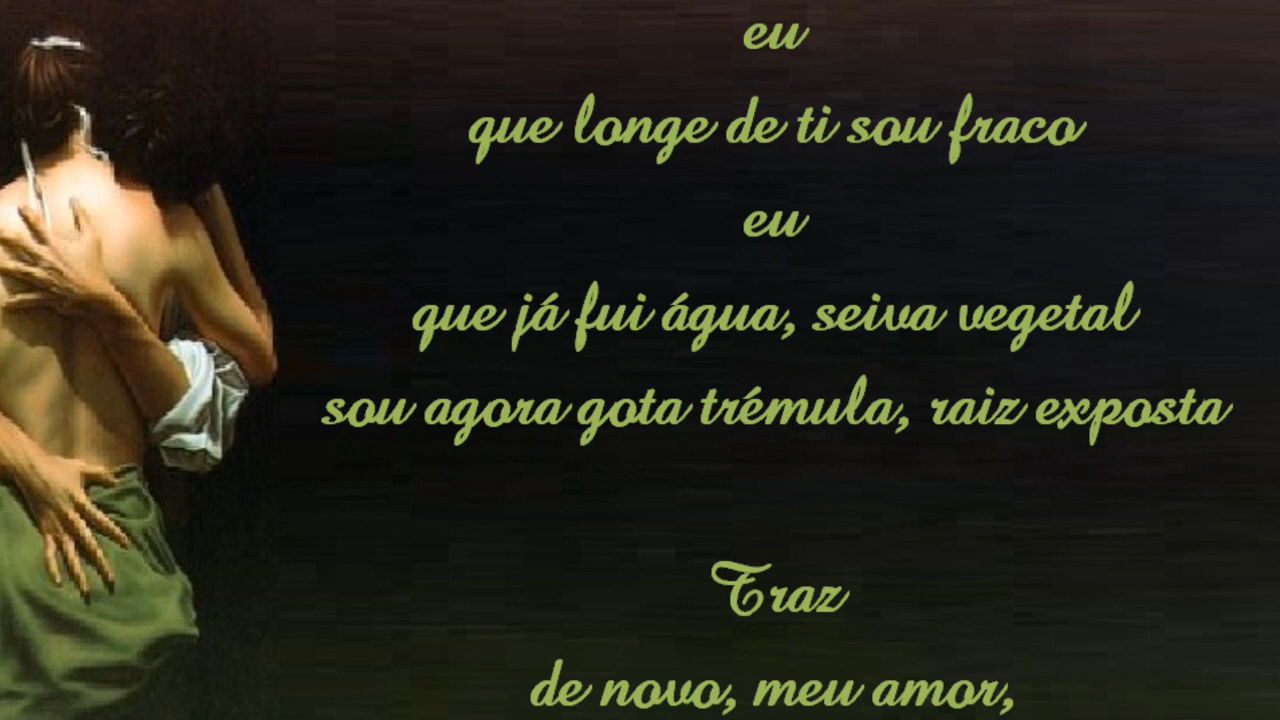 eu
que longe de ti sou fraco
eu
que já fui água, seiva vegetal
sou agora gota trémula, raiz exposta
Traz
de novo, meu amor,